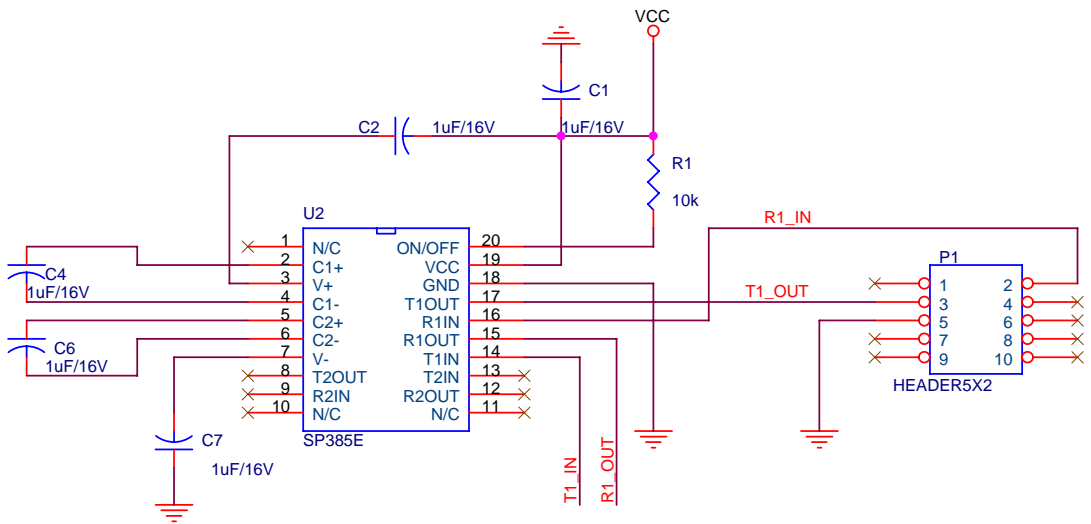 VCC
C1
1uF/16V
C2
1uF/16V
R1
10k
U2
1 N/C
2 C1+
3 V+
4 C1-
5 C2+
6 C2-
7 V-
8 T2OUT
9 R2IN
10 N/C
ON/OFF 20
VCC 19
GND 18
T1OUT 17
R1IN 16
R1OUT 15
T1IN 14
T2IN 13
R2OUT 12
N/C 11
SP385E
C4
1uF/16V
C6
1uF/16V
C7
1uF/16V
T1_IN
R1_OUT
R1_IN
T1_OUT
P1
1 2
3 4
5 6
7 8
9 10
HEADER5X2